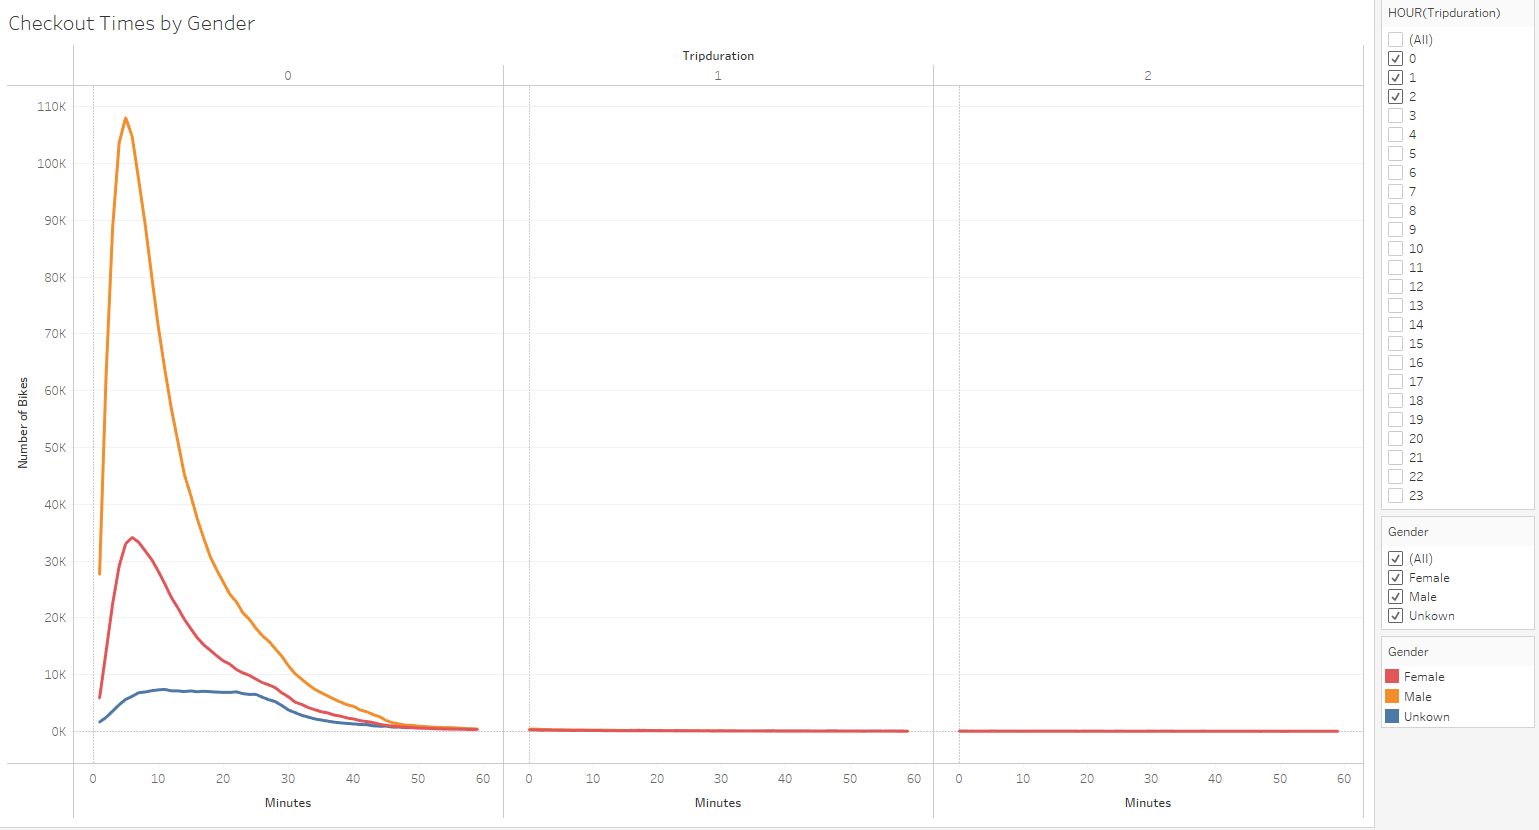 Checkout Times by Gender
Tripduration
0 1 2
110K
100K
90K
80K
70K
60K
50K
40K
30K
20K
10K
0K
Number of Bikes
0 10 20 30 40 50 60 0 10 20 30 40 50 60 0 10 20 30 40 50 60
Minutes Minutes Minutes
HOUR(Tripduration)
(All)
0
1
2
3
4
5
6
7
8
9
10
11
12
13
14
15
16
17
18
19
20
21
22
23
Gender
(All)
Female
Male
Unkown
Gender
Female
Male
Unkown